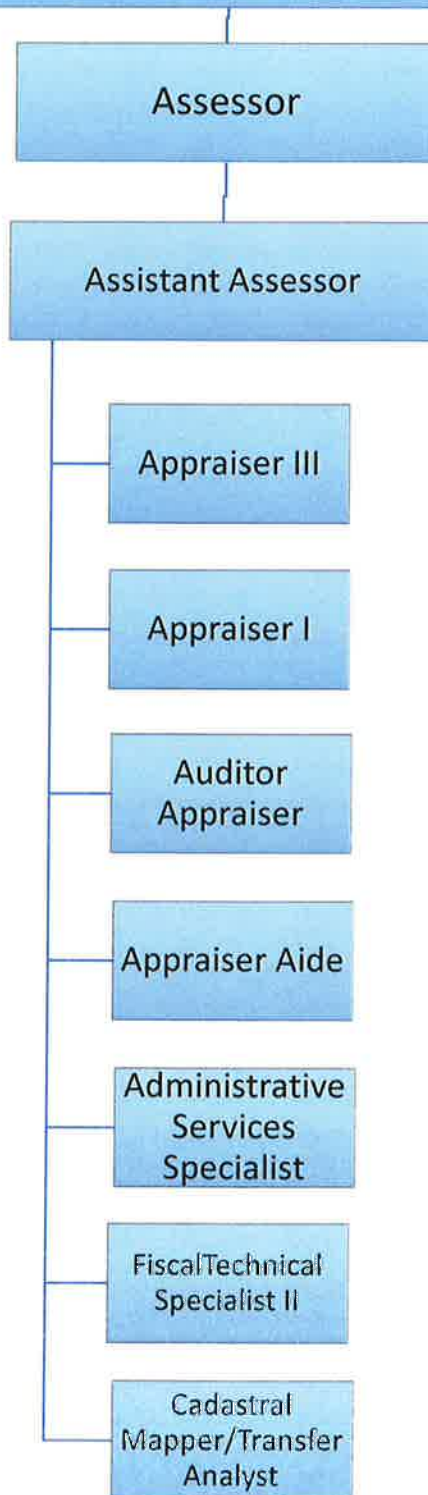 Assessor
Assistant Assessor
Appraiser III
Appraiser I
Auditor
Appraiser
Appraiser Aide
Administrative
Services
Specialist
FiscalTechnical
Specialist II
Cadastral
Mapper/Transfer
Analyst